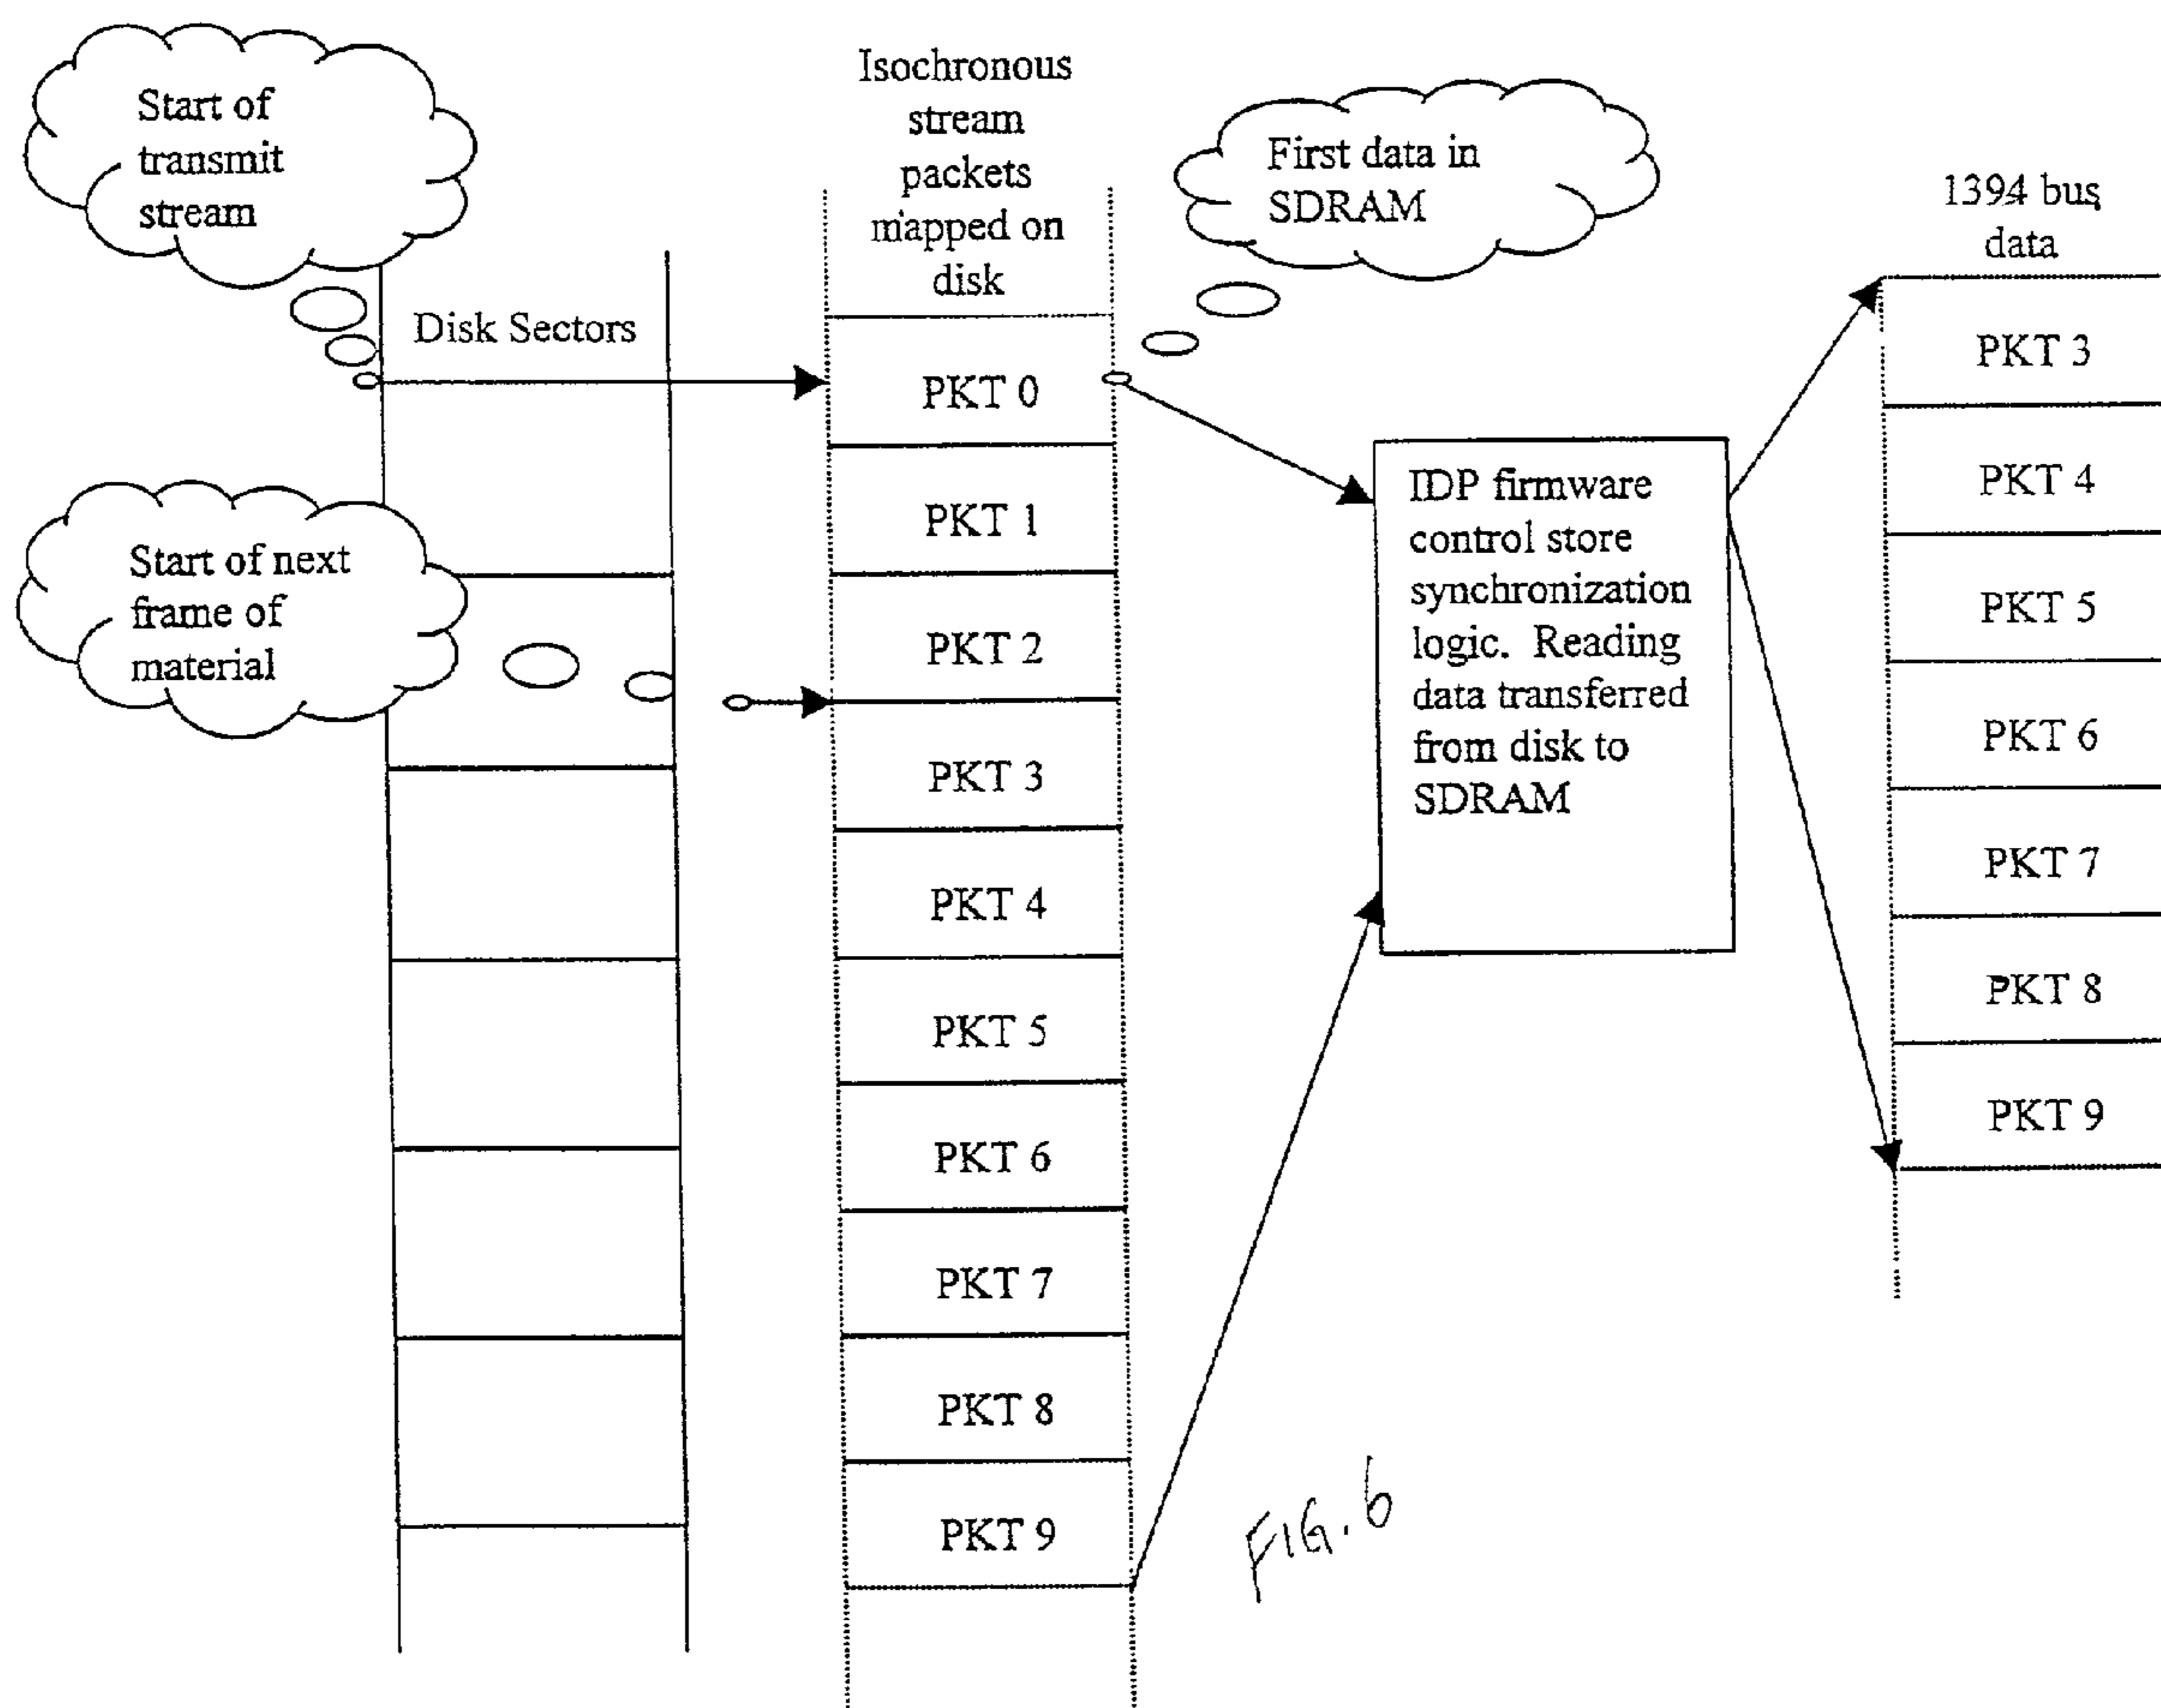 Start of
transmit
stream
Isochronous
stream
packets
mapped on
disk
First data in
SDRAM
1394 bus
data
Disk Sectors
Start of next
frame of
material
PKT 0
PKT 1
PKT 2
PKT 3
PKT 4
PKT 5
PKT 6
PKT 7
PKT 8
PKT 9
IDP firmware
control store
synchronization
logic. Reading
data transferred
from disk to
SDRAM
PKT 3
PKT 4
PKT 5
PKT 6
PKT 7
PKT 8
PKT 9
FIG. 6